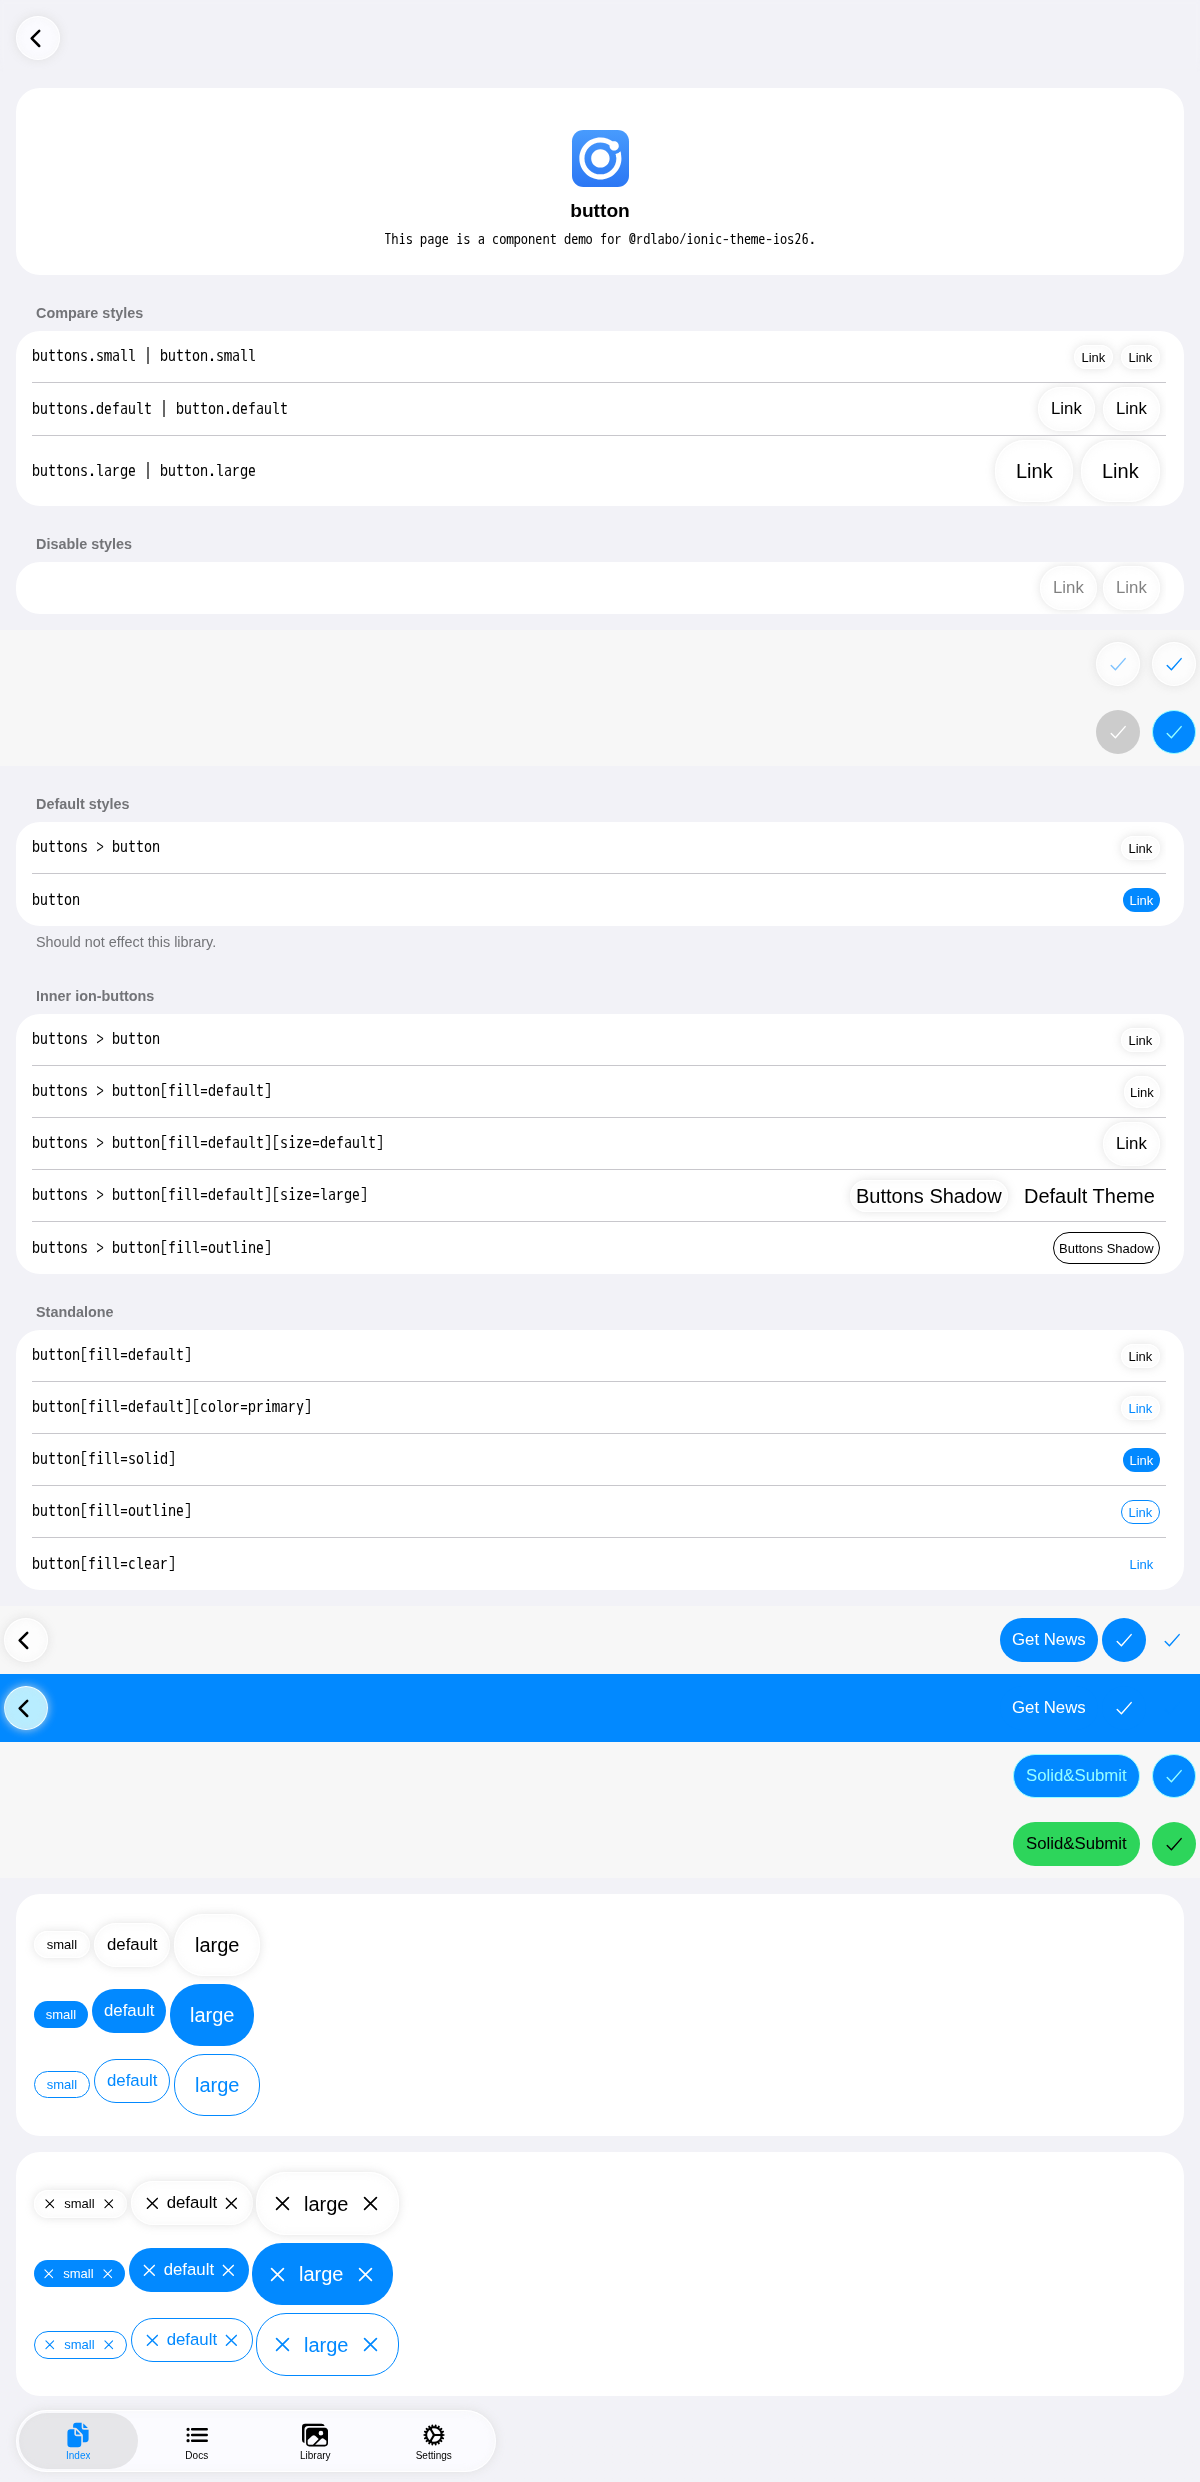 button
This page is a component demo for @rdlabo/ionic-theme-ios26.
Compare styles
buttons.small | button.small Link Link
buttons.default | button.default Link Link
buttons.large | button.large Link Link
Disable styles
Link Link
Default styles
buttons > button Link
button Link
Should not effect this library.
Inner ion-buttons
buttons > button Link
buttons > button[fill=default] Link
buttons > button[fill=default][size=default] Link
buttons > button[fill=default][size=large] Buttons Shadow Default Theme
buttons > button[fill=outline] Buttons Shadow
Standalone
button[fill=default] Link
button[fill=default][color=primary] Link
button[fill=solid] Link
button[fill=outline] Link
button[fill=clear] Link
Get News
Get News
Solid&Submit
Solid&Submit
small default large
small default large
small default large
small default large
small default large
small default large
Index Docs Library Settings